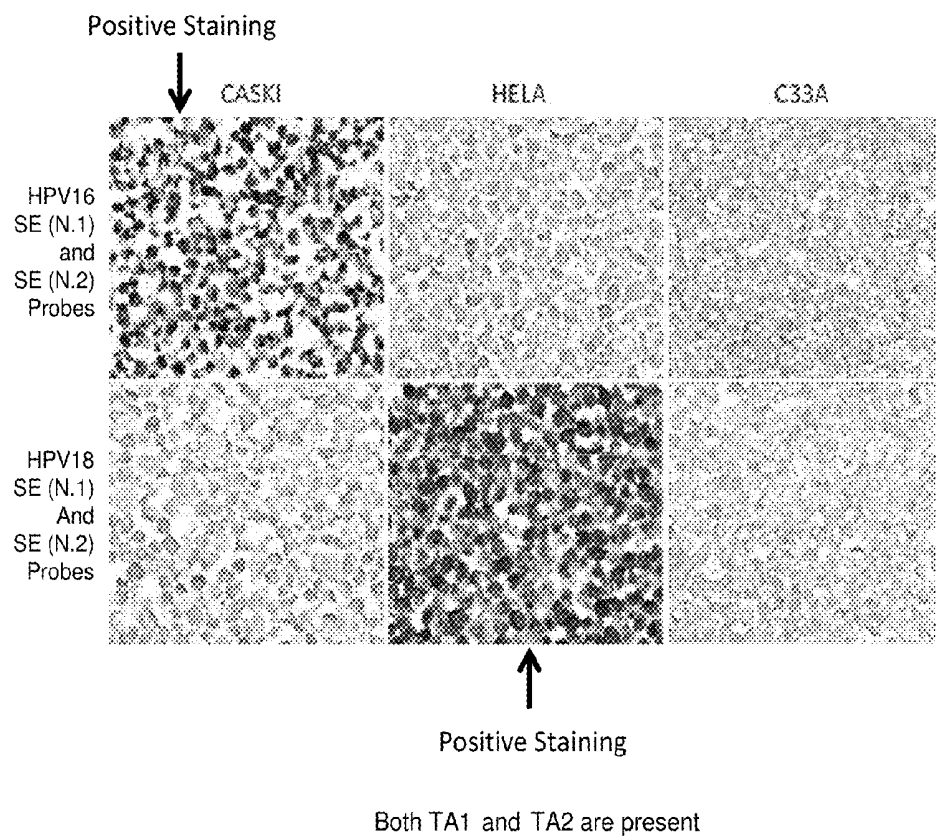 Positive Staining
CASKI HELA C33A
HPV16
SE (N.1)
and
SE (N.2)
Probes
HPV18
SE (N.1)
And
SE (N.2)
Probes
Positive Staining
Both TA1 and TA2 are present